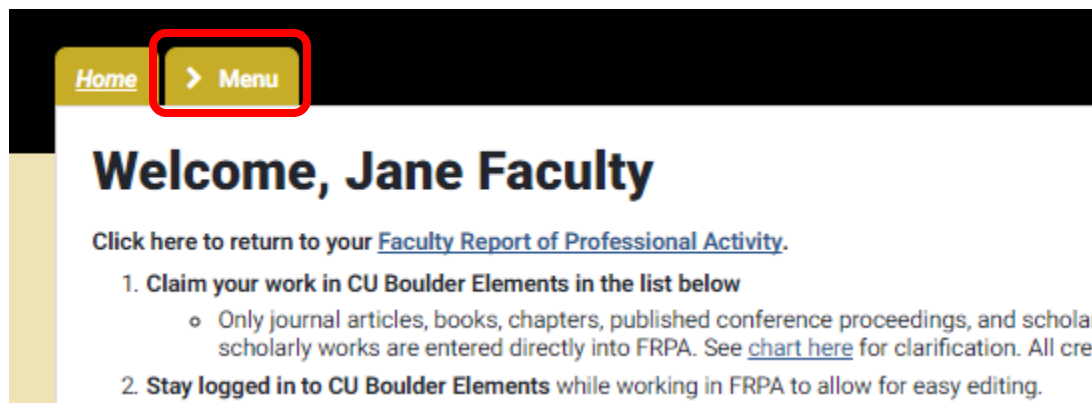 Home > Menu
Welcome, Jane Faculty
Click here to return to your Faculty Report of Professional Activity.
1. Claim your work in CU Boulder Elements in the list below
Only journal articles, books, chapters, published conference proceedings, and
scholarly works are entered directly into FRPA. See chart here for clarification. All
2. Stay logged in to CU Boulder Elements while working in FRPA to allow for easy editing.